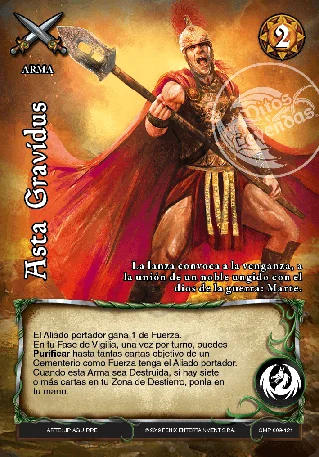 2
ARMA
Mitos y Leyendas
Asta Gravidus
La lanza convoca a la venganza, a
la unión de un noble ungido con el
dios de la guerra: Marte.
El Aliado portador gana 1 de Fuerza.
En tu Fase de Vigilia, una vez por turno, puedes
Purificar hasta tantas cartas objetivo de un
Cementerio como Fuerza tenga el Aliado portador.
Cuando esta Arma sea Destruida, si hay siete
o más cartas en tu Zona de Destierro, ponla en
tu mano.